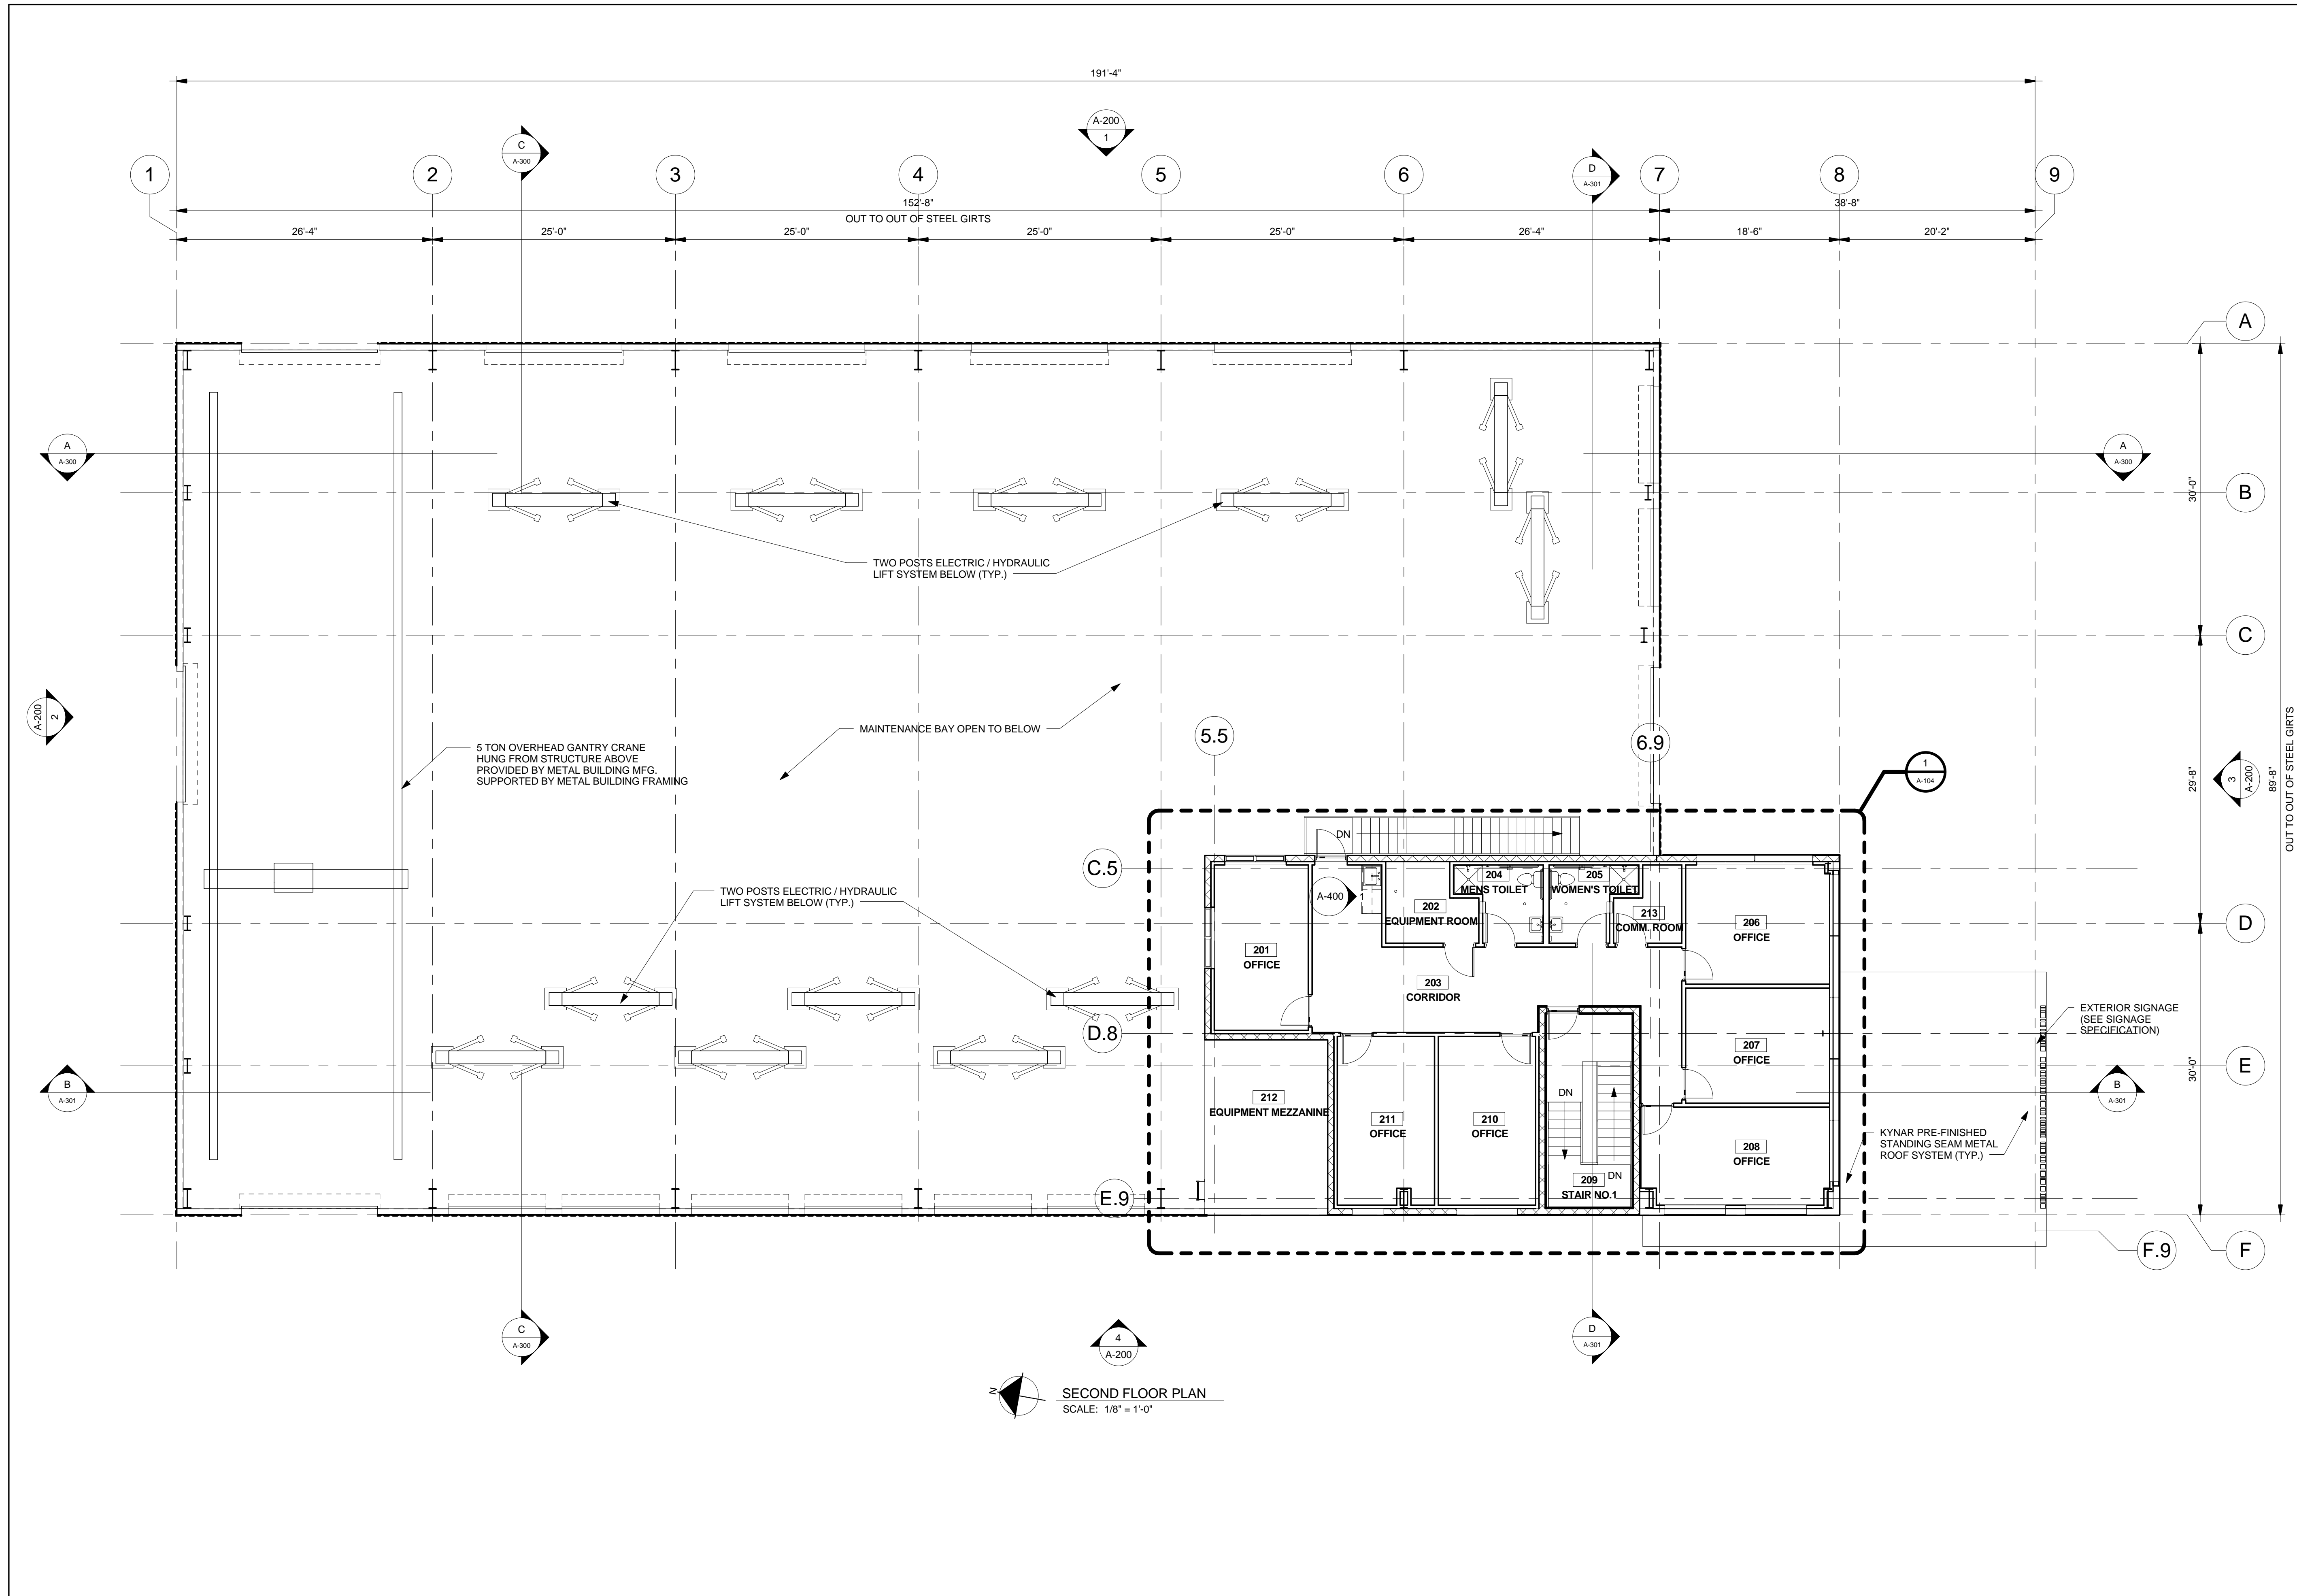 191'-4"
A-200
1
C
A-300
D
A-301
1
2
3
4
5
6
7
8
9
152'-8"
OUT TO OUT OF STEEL GIRTS
38'-8"
26'-4"
25'-0"
25'-0"
25'-0"
25'-0"
26'-4"
18'-6"
20'-2"
A
A
A-300
A
A-300
B
30'-0"
TWO POSTS ELECTRIC / HYDRAULIC
LIFT SYSTEM BELOW (TYP.)
C
A-200
2
MAINTENANCE BAY OPEN TO BELOW
5 TON OVERHEAD GANTRY CRANE
HUNG FROM STRUCTURE ABOVE
PROVIDED BY METAL BUILDING MFG.
SUPPORTED BY METAL BUILDING FRAMING
5.5
6.9
1
A-104
29'-8"
3
A-200
89'-8"
OUT TO OUT OF STEEL GIRTS
DN
C.5
TWO POSTS ELECTRIC / HYDRAULIC
LIFT SYSTEM BELOW (TYP.)
A-400
1
204
MENS TOILET
205
WOMEN'S TOILET
202
EQUIPMENT ROOM
213
COMM. ROOM
206
OFFICE
D
201
OFFICE
203
CORRIDOR
EXTERIOR SIGNAGE
(SEE SIGNAGE
SPECIFICATION)
D.8
207
OFFICE
E
30'-0"
B
A-301
B
A-301
DN
212
EQUIPMENT MEZZANINE
211
OFFICE
210
OFFICE
208
OFFICE
KYNAR PRE-FINISHED
STANDING SEAM METAL
ROOF SYSTEM (TYP.)
DN
209
STAIR NO.1
E.9
F.9
F
C
A-300
4
A-200
D
A-301
N
SECOND FLOOR PLAN
SCALE: 1/8" = 1'-0"